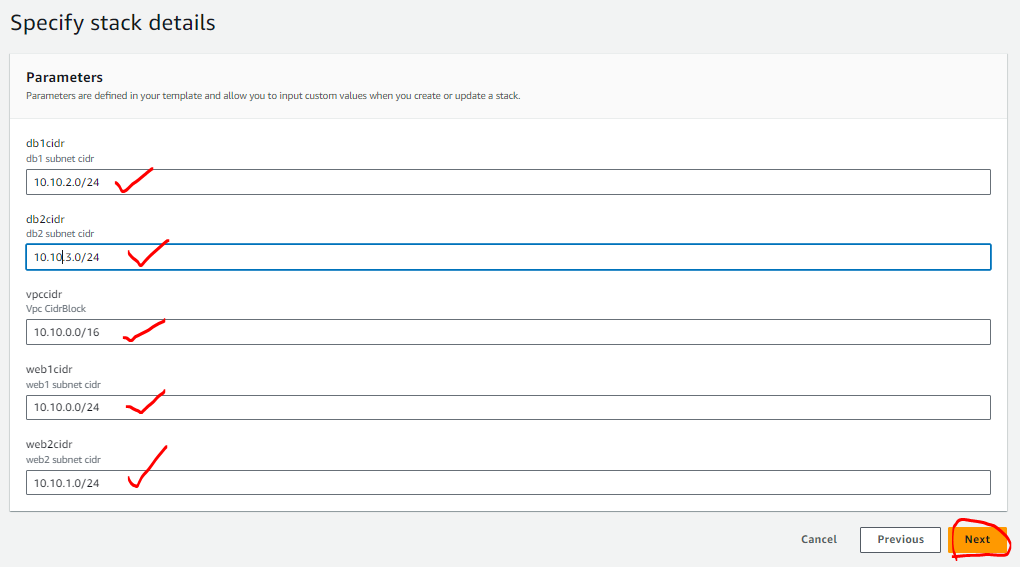 Specify stack details
Parameters
Parameters are defined in your template and allow you to input custom values when you create or update a stack.
db1cidr
db1 subnet cidr
10.10.2.0/24
db2cidr
db2 subnet cidr
10.10.3.0/24
vpccidr
Vpc CidrBlock
10.10.0.0/16
web1cidr
web1 subnet cidr
10.10.0.0/24
web2cidr
web2 subnet cidr
10.10.1.0/24
Cancel Previous Next